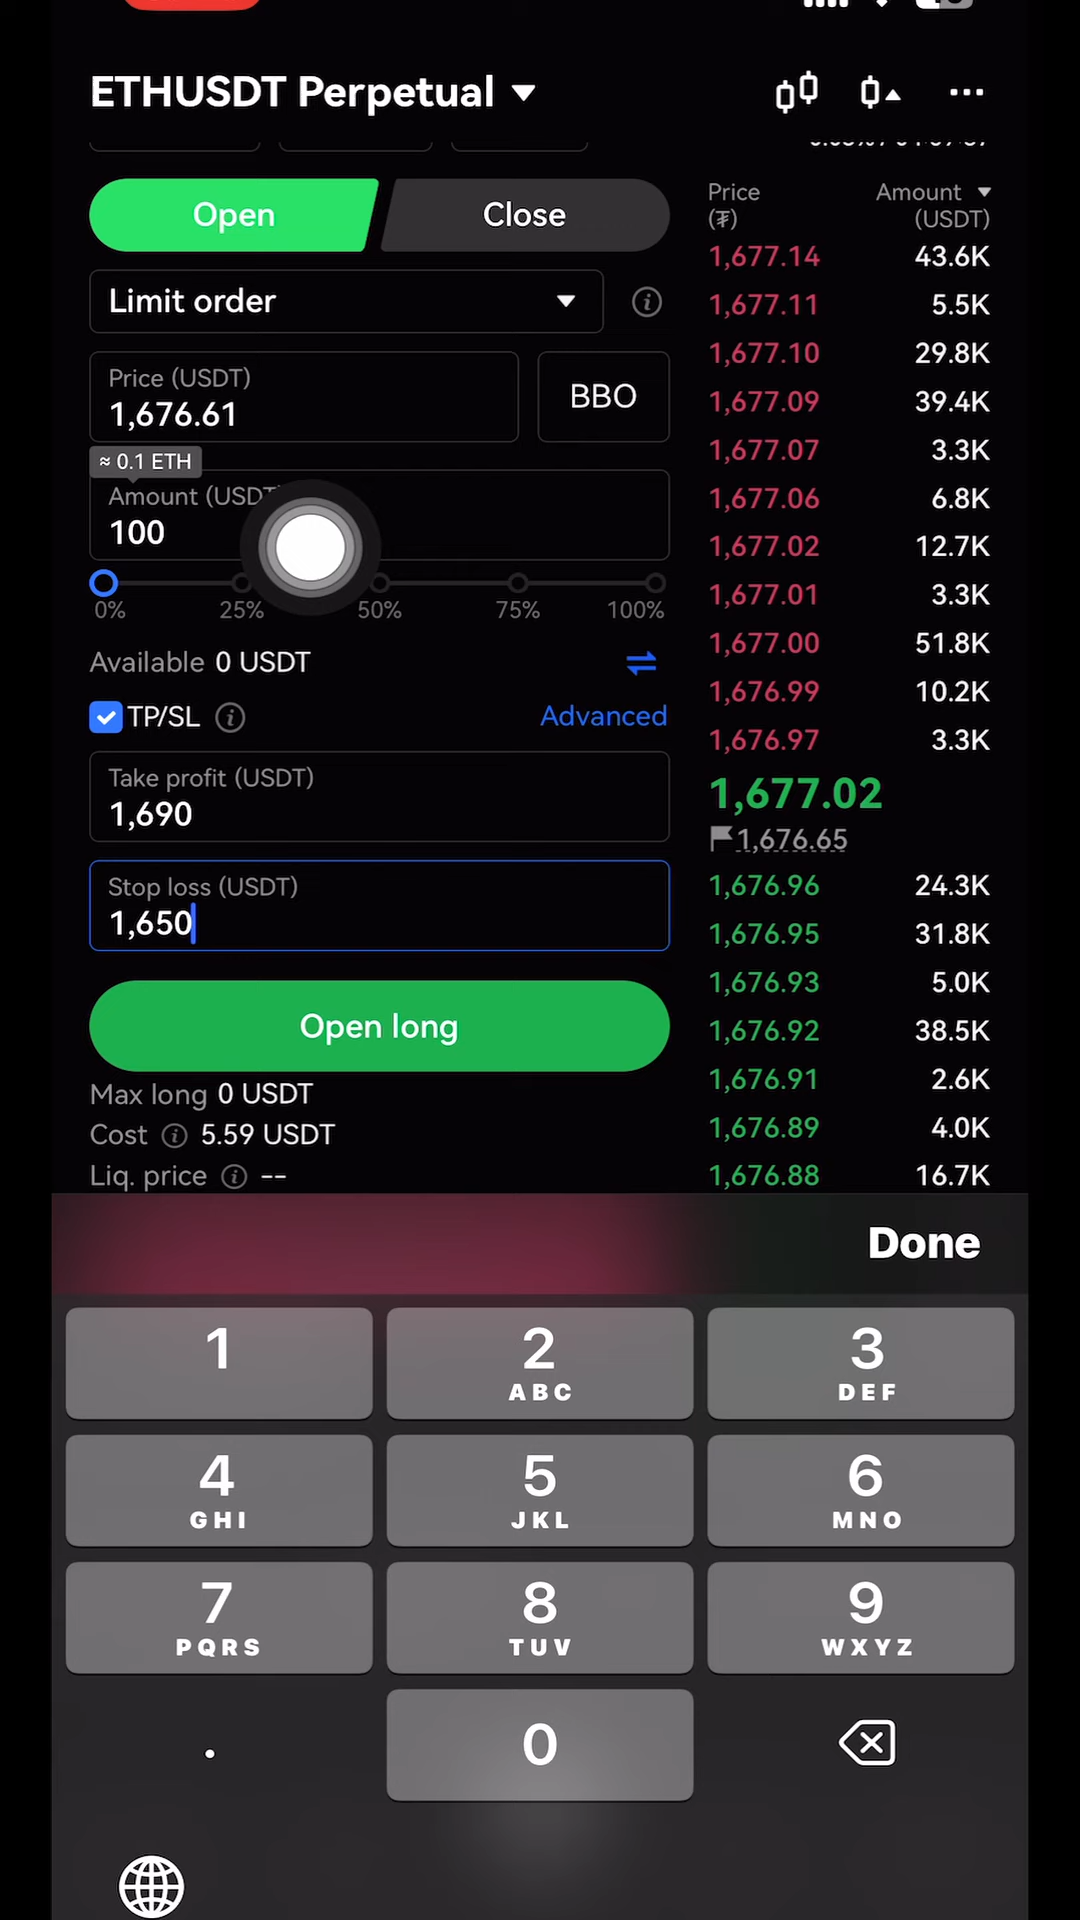 ETHUSDT Perpetual
Open
Close
Limit order
Price (USDT)
1,676.61
BBO
≈ 0.1 ETH
Amount (USDT
100
0%
25%
50%
75%
100%
Available 0 USDT
TP/SL
Advanced
Take profit (USDT)
1,690
Stop loss (USDT)
1,650
Open long
Max long 0 USDT
Cost 5.59 USDT
Liq. price --
Price Amount
(₮) (USDT)
1,677.14 43.6K
1,677.11 5.5K
1,677.10 29.8K
1,677.09 39.4K
1,677.07 3.3K
1,677.06 6.8K
1,677.02 12.7K
1,677.01 3.3K
1,677.00 51.8K
1,676.99 10.2K
1,676.97 3.3K
1,677.02
1,676.65
1,676.96 24.3K
1,676.95 31.8K
1,676.93 5.0K
1,676.92 38.5K
1,676.91 2.6K
1,676.89 4.0K
1,676.88 16.7K
Done
1
2
ABC
3
DEF
4
GHI
5
JKL
6
MNO
7
PQRS
8
TUV
9
WXYZ
.
0